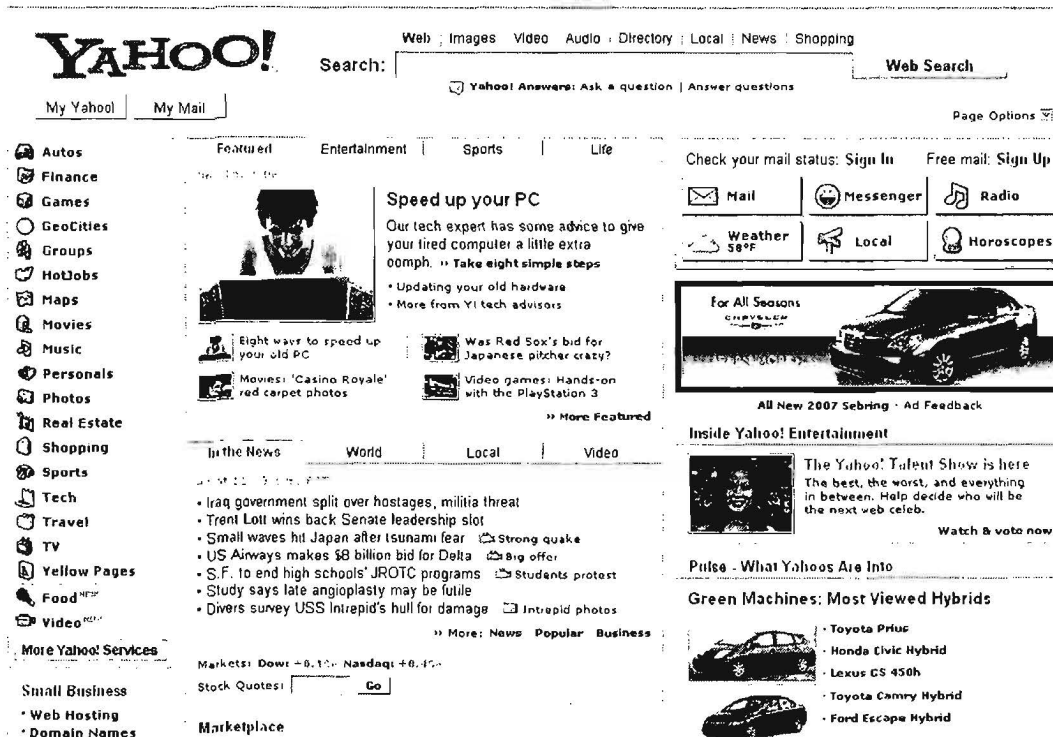 YAHOO!
Web | Images Video Audio | Directory | Local | News | Shopping
Search:
Web Search
Yahoo! Answers: Ask a question | Answer questions
My Yahoo! My Mail
Page Options
Autos
Finance
Games
GeoCities
Groups
HotJobs
Maps
Movies
Music
Personals
Photos
Real Estate
Shopping
Sports
Tech
Travel
TV
Yellow Pages
Food NEW!
Video NEW!
More Yahoo! Services
Small Business
· Web Hosting
· Domain Names
Featured Entertainment | Sports | Life
Speed up your PC
Our tech expert has some advice to give
your tired computer a little extra
oomph. » Take eight simple steps
• Updating your old hardware
• More from Y! tech advisors
Eight ways to speed up
your old PC
Was Red Sox's bid for
Japanese pitcher crazy?
Movies: 'Casino Royale'
red carpet photos
Video games: Hands-on
with the PlayStation 3
» More Featured
In the News World Local Video
• Iraq government split over hostages, militia threat
• Trent Lott wins back Senate leadership slot
• Small waves hit Japan after tsunami fear Strong quake
• US Airways makes $8 billion bid for Delta Big offer
• S.F. to end high schools' JROTC programs Students protest
• Study says late angioplasty may be futile
• Divers survey USS Intrepid's hull for damage Intrepid photos
» More: News Popular Business
Markets: Dow: Nasdaq:
Stock Quotes: Go
Marketplace
Check your mail status: Sign In Free mail: Sign Up
Mail Messenger Radio
Weather
58°F
Local Horoscopes
For All Seasons
CHRYSLER
All New 2007 Sebring · Ad Feedback
Inside Yahoo! Entertainment
The Yahoo! Talent Show is here
The best, the worst, and everything
in between. Help decide who will be
the next web celeb.
Watch & vote now
Pulse - What Yahoos Are Into
Green Machines: Most Viewed Hybrids
· Toyota Prius
· Honda Civic Hybrid
· Lexus GS 450h
· Toyota Camry Hybrid
· Ford Escape Hybrid